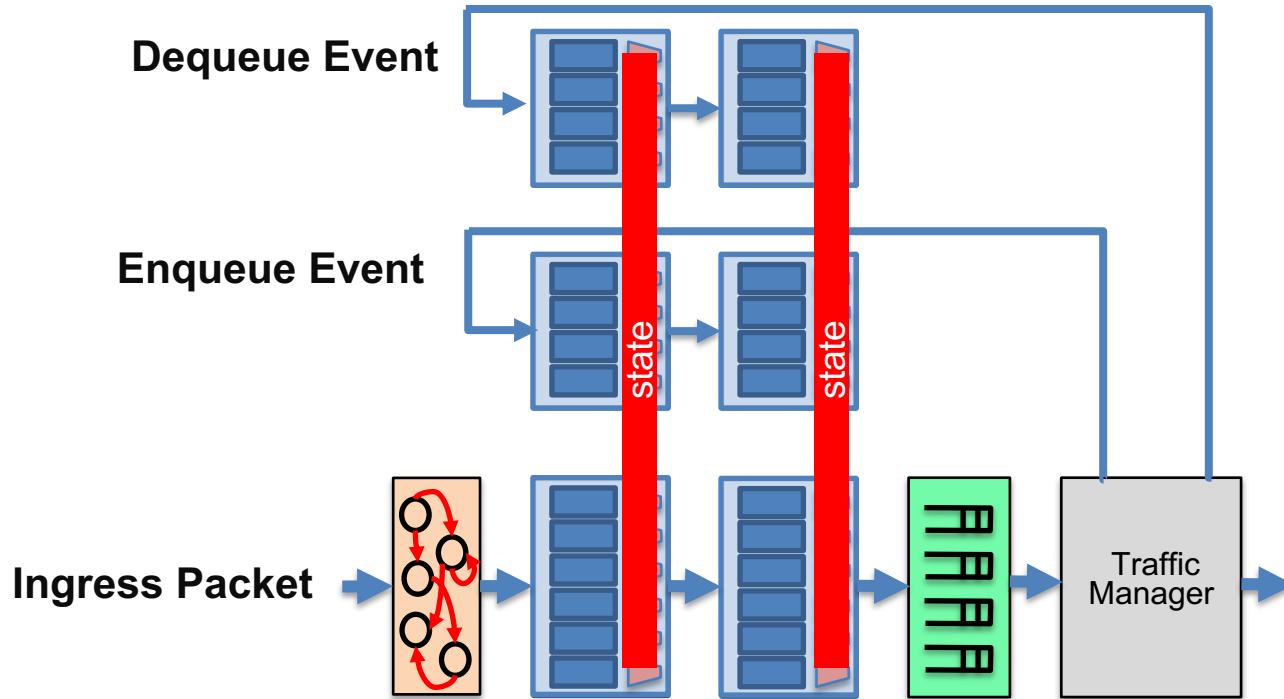 Dequeue Event
Enqueue Event
state
state
Ingress Packet
Traffic
Manager